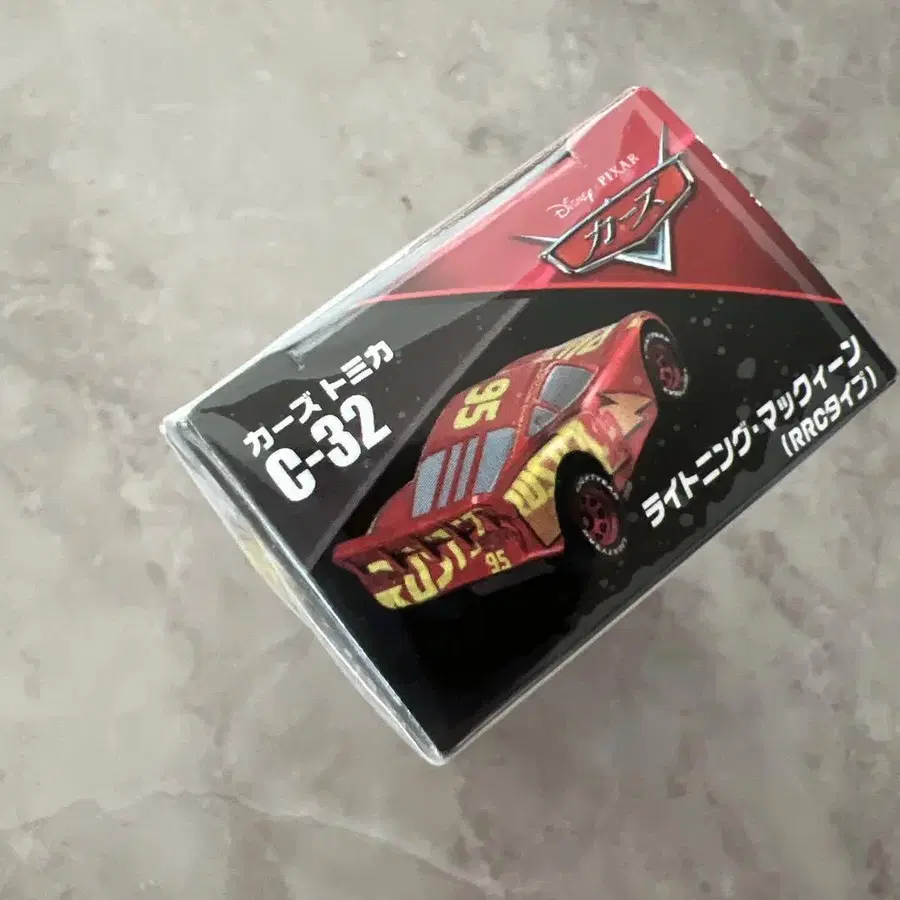 Disney PIXAR
カーズ
カーズ トミカ
C-32
95
95
ライトニング・マックィーン
(RRCタイプ)